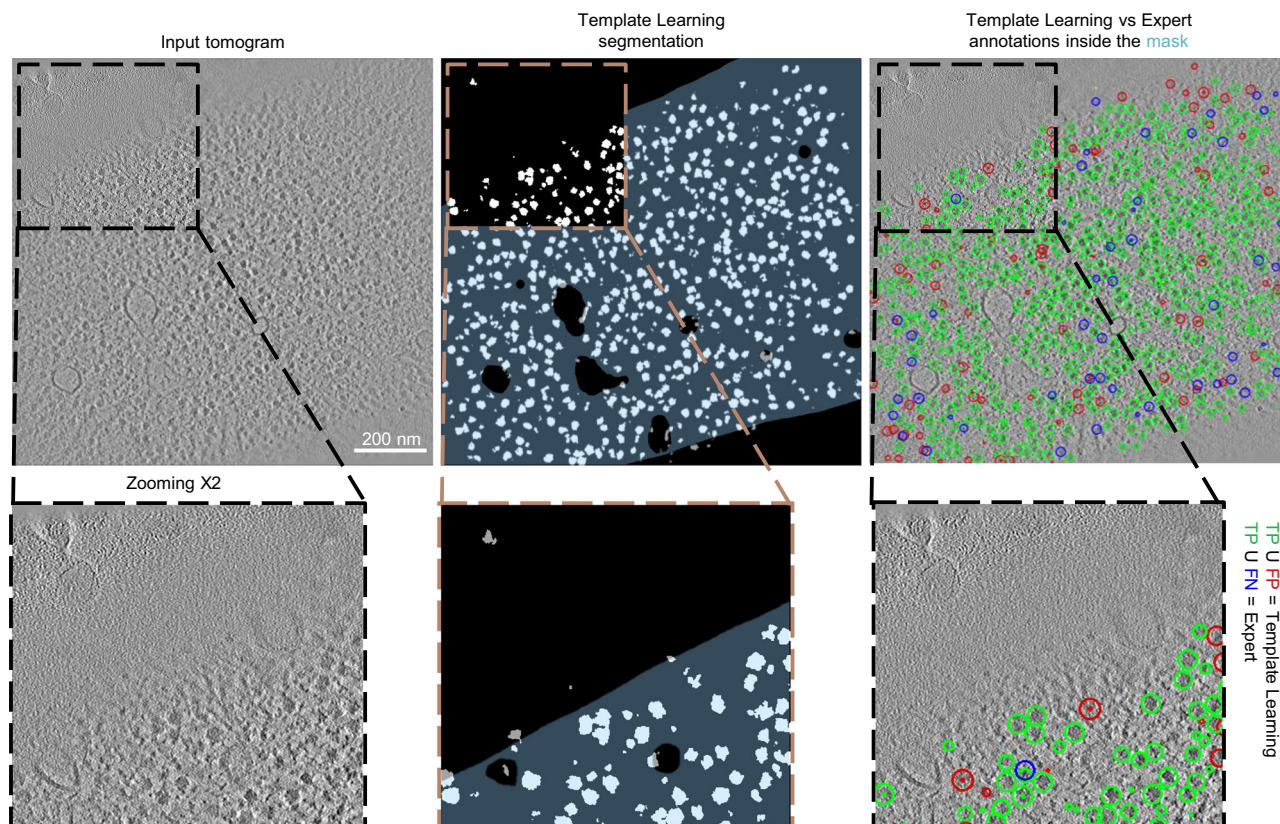 Input tomogram
Template Learning
segmentation
Template Learning vs Expert
annotations inside the mask
200 nm
Zooming X2
TP U FP = Template Learning
TP U FN = Expert